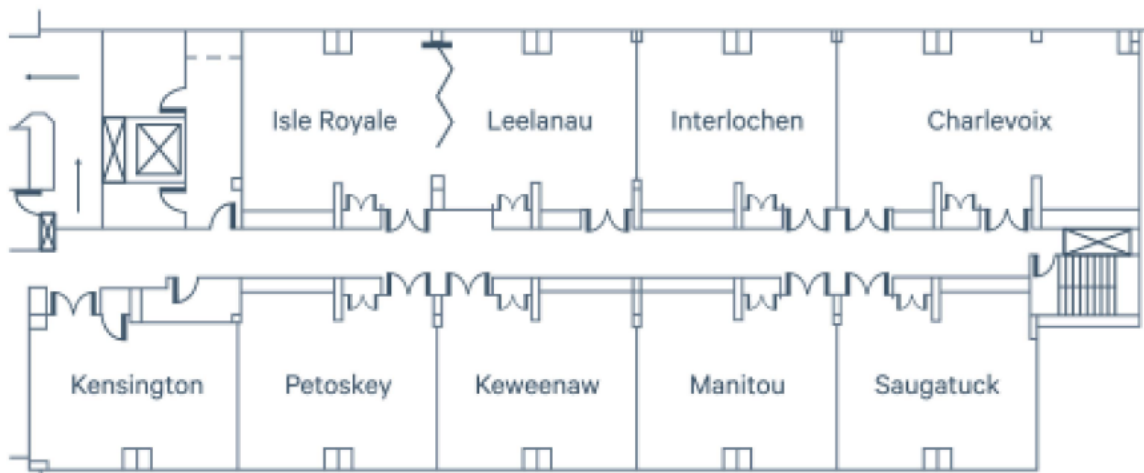 Isle Royale
Leelanau
Interlochen
Charlevoix
Kensington
Petoskey
Keweenaw
Manitou
Saugatuck